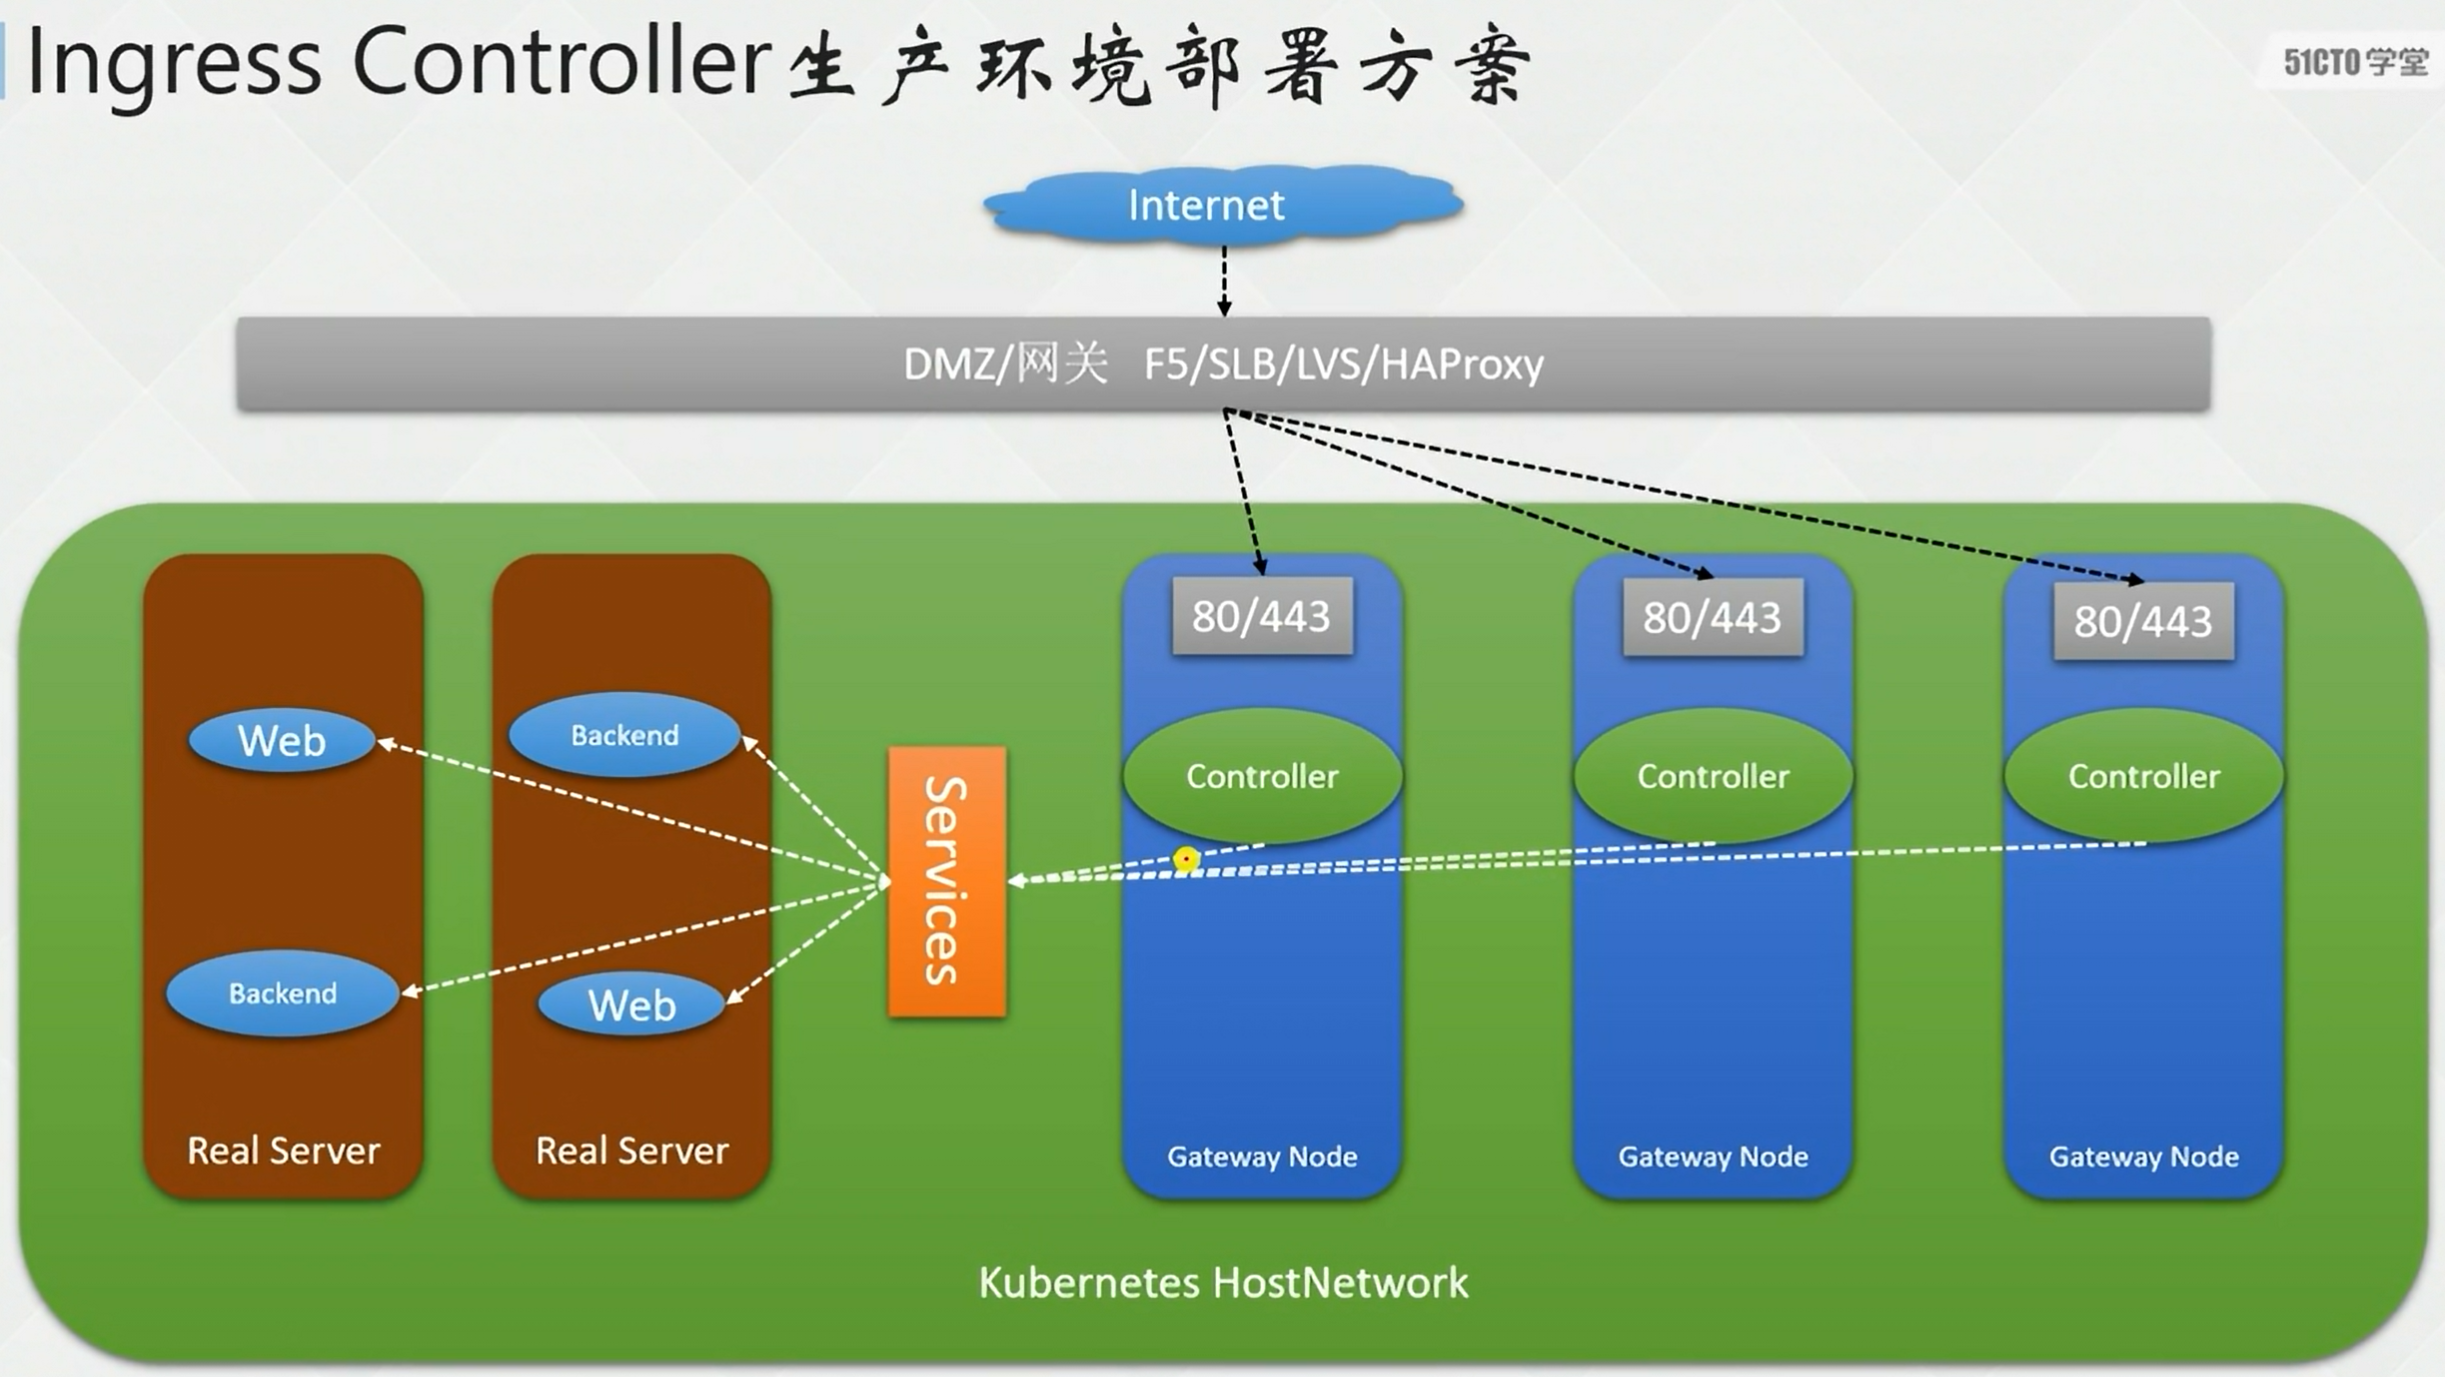 Ingress Controller生产环境部署方案
51CTO学堂
Internet
DMZ/网关 F5/SLB/LVS/HAProxy
80/443
80/443
80/443
Web
Backend
Controller
Controller
Controller
Services
Backend
Web
Real Server
Real Server
Gateway Node
Gateway Node
Gateway Node
Kubernetes HostNetwork